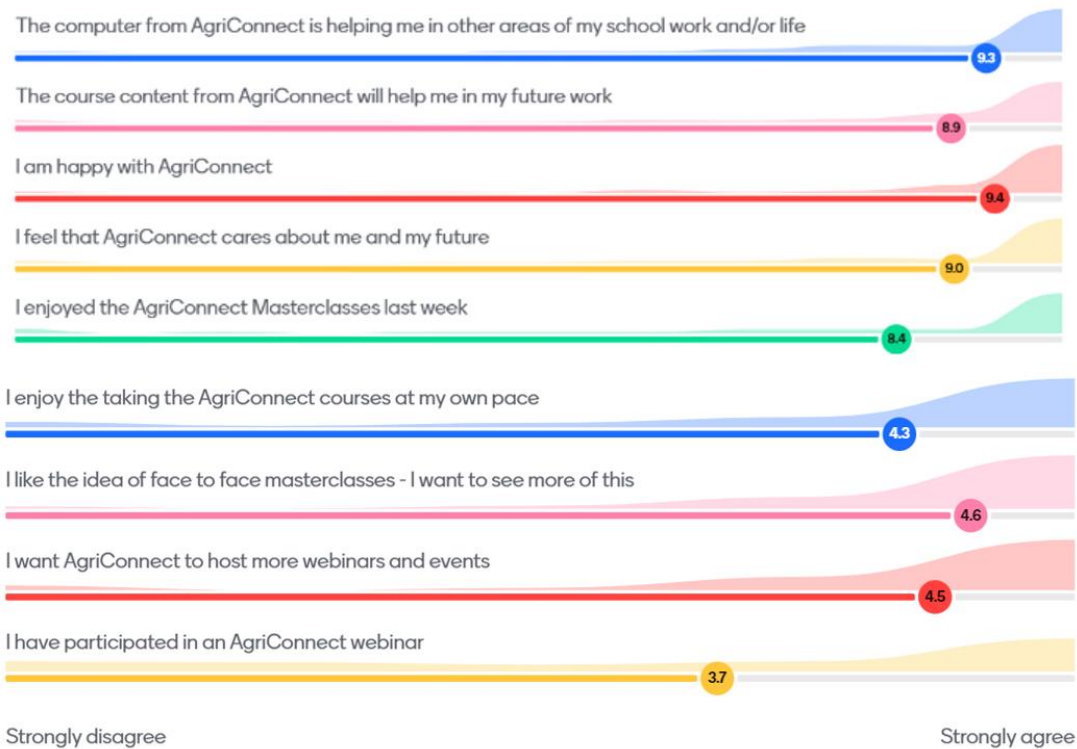 The computer from AgriConnect is helping me in other areas of my school work and/or life
9.3
The course content from AgriConnect will help me in my future work
8.9
I am happy with AgriConnect
9.4
I feel that AgriConnect cares about me and my future
9.0
I enjoyed the AgriConnect Masterclasses last week
8.4
I enjoy the taking the AgriConnect courses at my own pace
4.3
I like the idea of face to face masterclasses - I want to see more of this
4.6
I want AgriConnect to host more webinars and events
4.5
I have participated in an AgriConnect webinar
3.7
Strongly disagree
Strongly agree